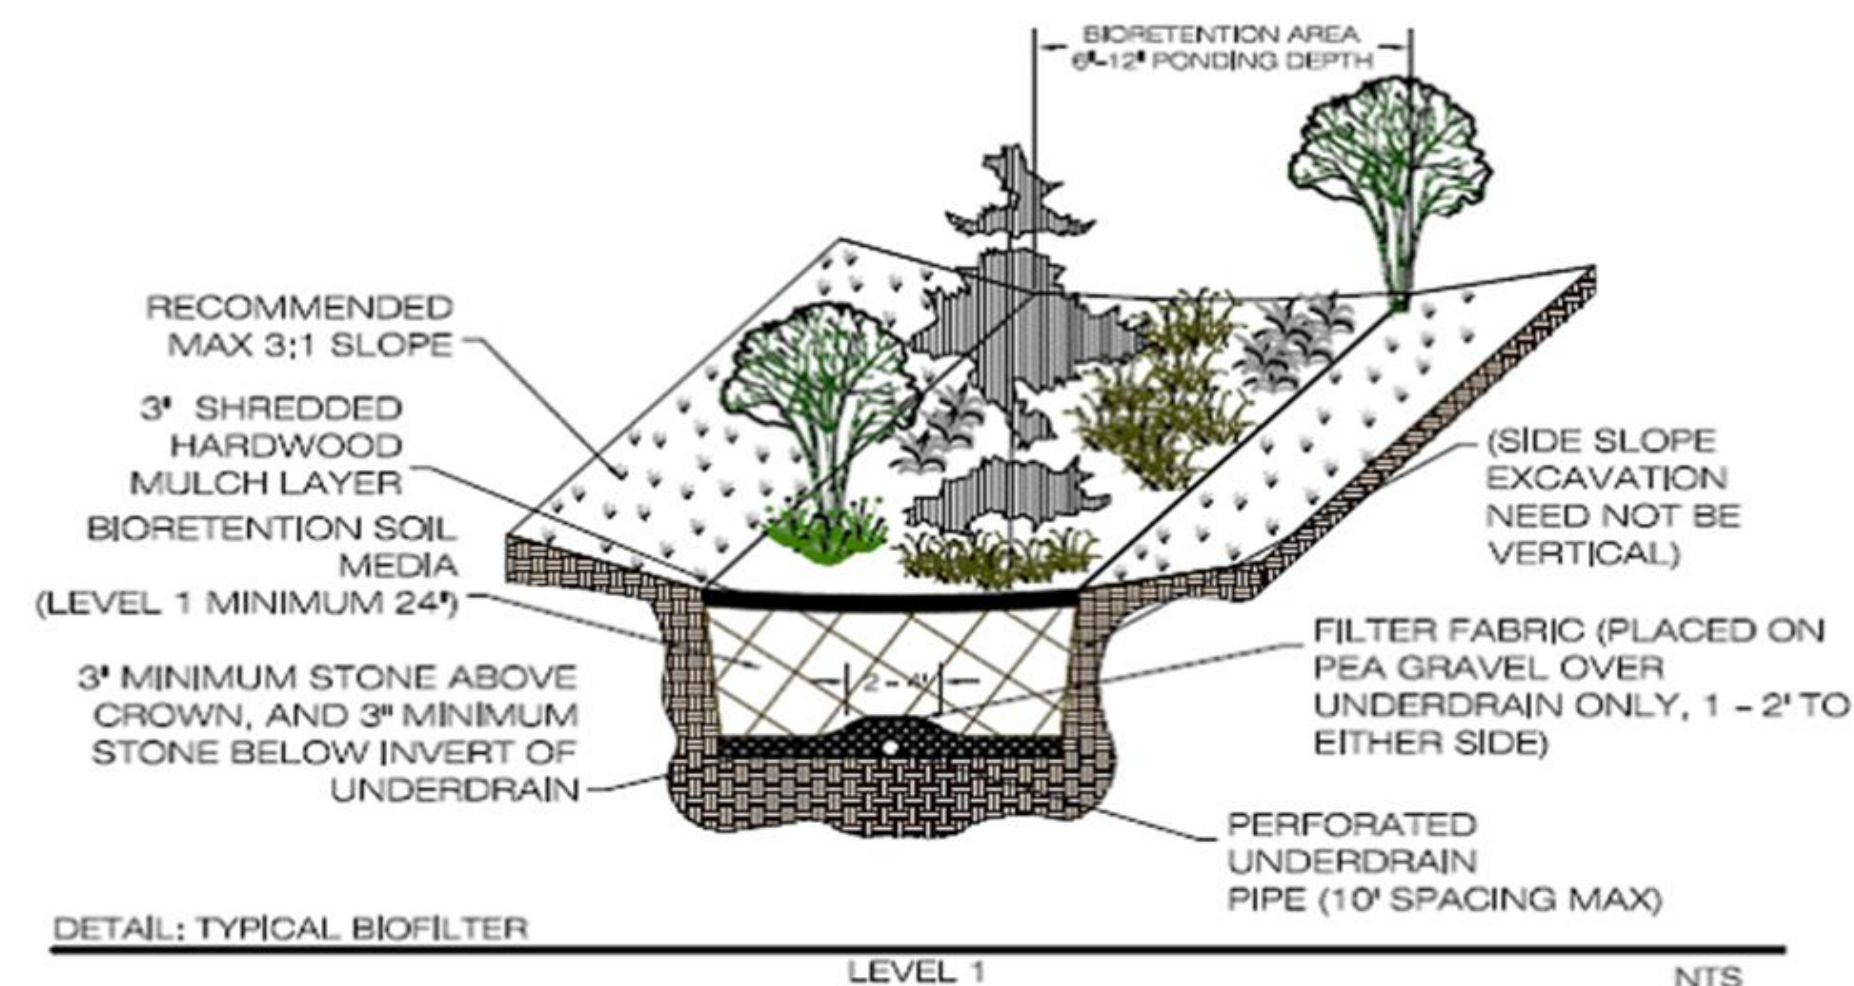 BIORETENTION AREA
6"-12" PONDING DEPTH
RECOMMENDED
MAX 3:1 SLOPE
3" SHREDDED
HARDWOOD
MULCH LAYER
BIORETENTION SOIL
MEDIA
(LEVEL 1 MINIMUM 24")
3" MINIMUM STONE ABOVE
CROWN, AND 3" MINIMUM
STONE BELOW INVERT OF
UNDERDRAIN
2 - 4'
(SIDE SLOPE
EXCAVATION
NEED NOT BE
VERTICAL)
FILTER FABRIC (PLACED ON
PEA GRAVEL OVER
UNDERDRAIN ONLY, 1 - 2' TO
EITHER SIDE)
PERFORATED
UNDERDRAIN
PIPE (10' SPACING MAX)
DETAIL: TYPICAL BIOFILTER
LEVEL 1
NTS